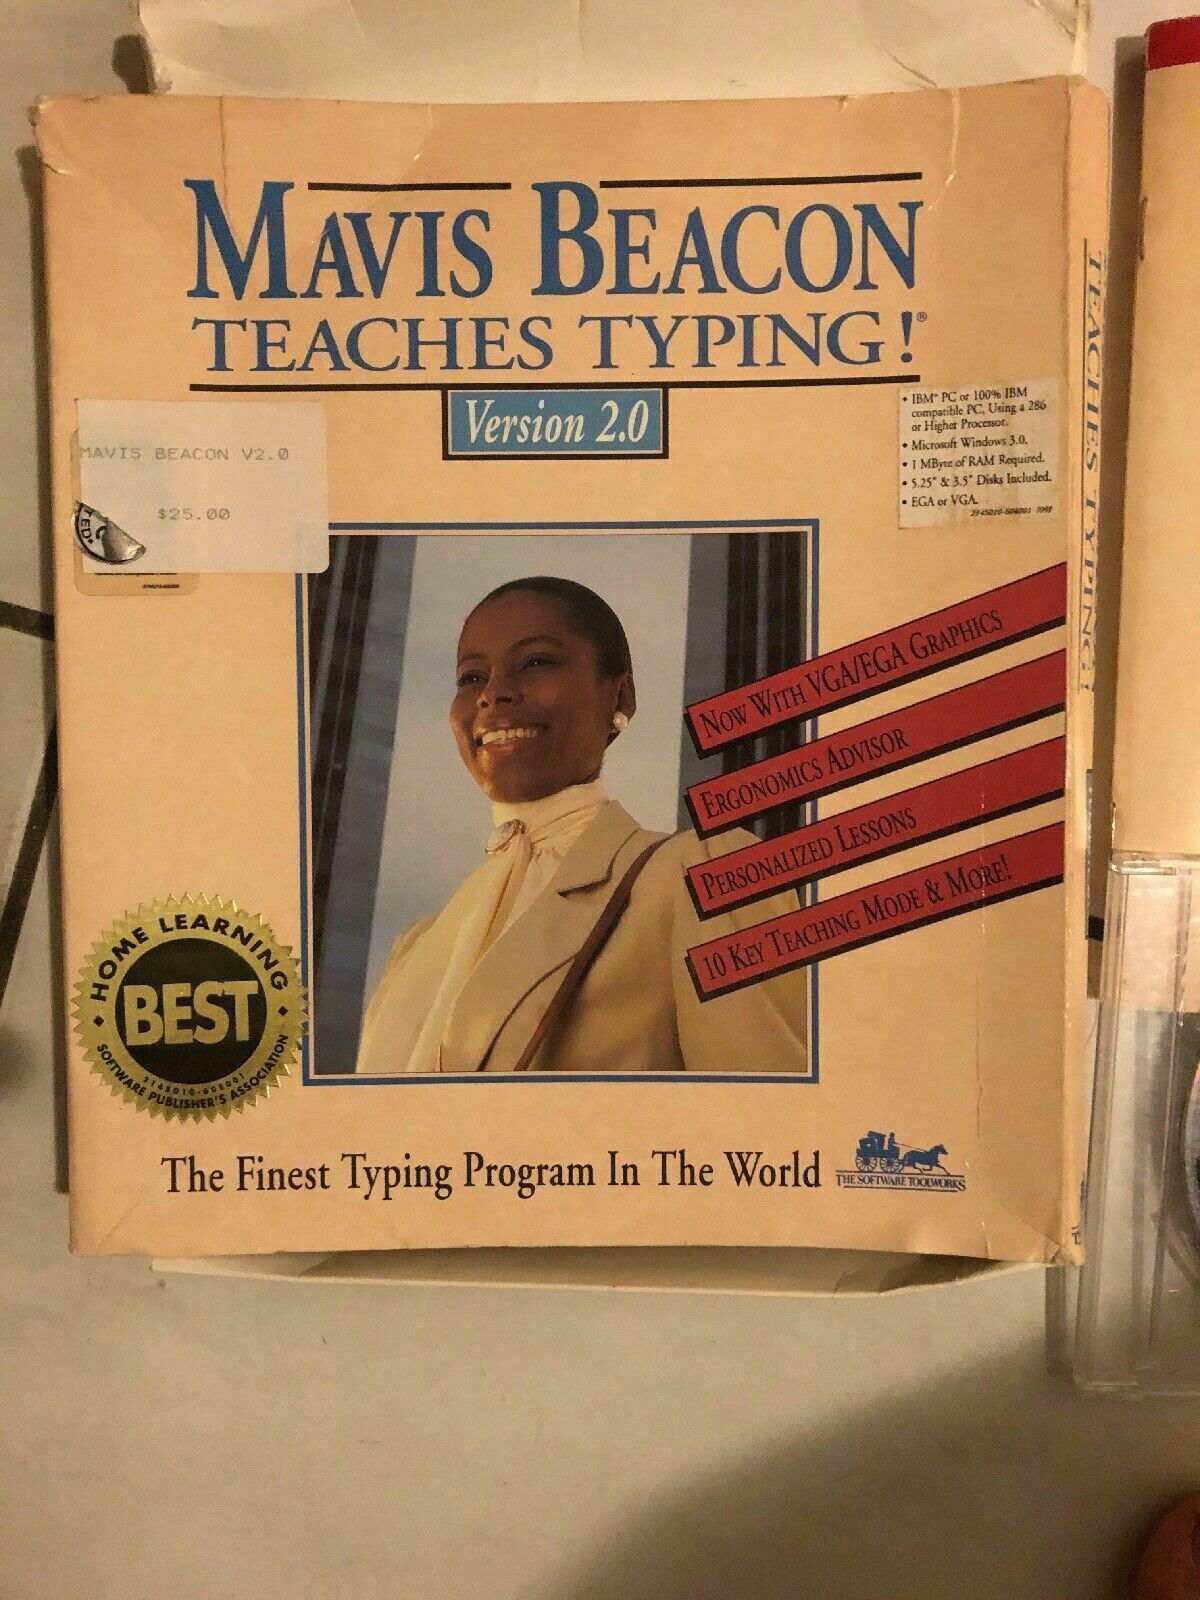 MAVIS BEACON
TEACHES TYPING!®
Version 2.0
• IBM® PC or 100% IBM
compatible PC, Using a 286
or Higher Processor.
• Microsoft Windows 3.0.
• 1 MByte of RAM Required.
• 5.25" & 3.5" Disks Included.
• EGA or VGA.
MAVIS BEACON V2.0
$25.00
TED®
NOW WITH VGA/EGA GRAPHICS
ERGONOMICS ADVISOR
PERSONALIZED LESSONS
10 KEY TEACHING MODE & MORE!
HOME LEARNING
BEST
2145010-608001
SOFTWARE PUBLISHER'S ASSOCIATION
The Finest Typing Program In The World
THE SOFTWARE TOOLWORKS
TEACHES TYPING!